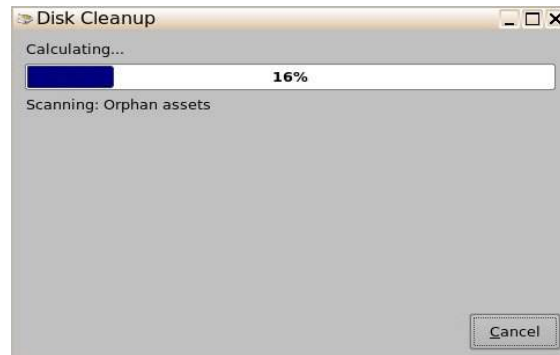 Disk Cleanup
Calculating...
16%
Scanning: Orphan assets
Cancel